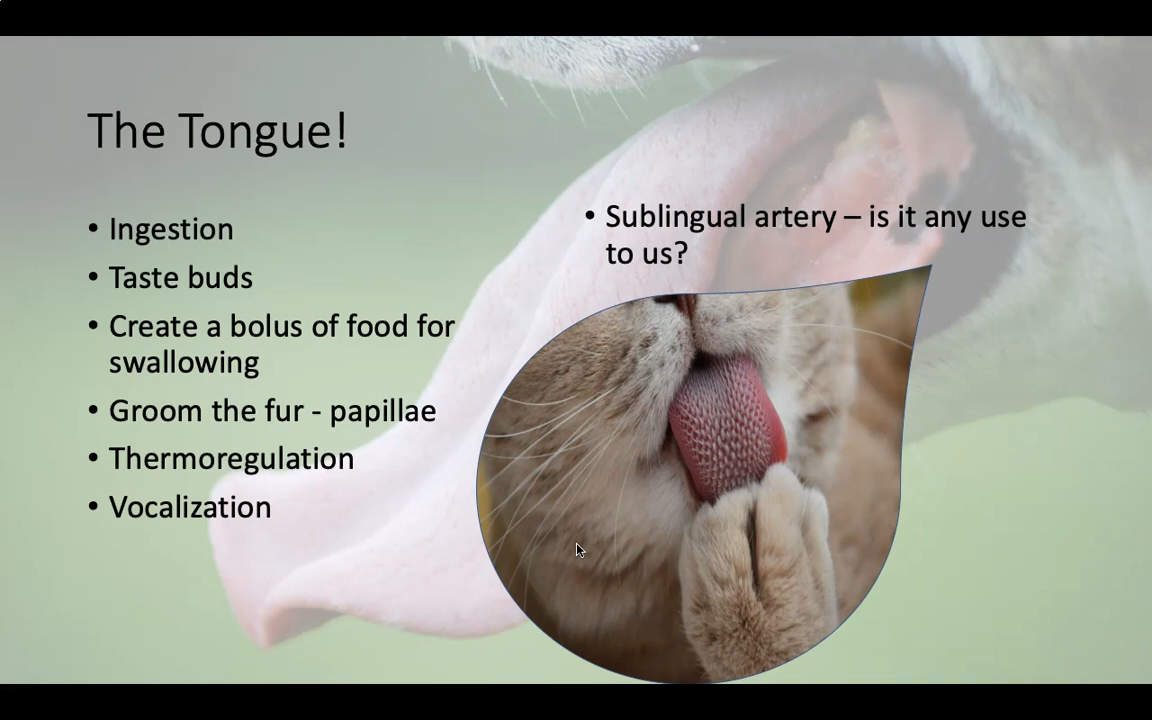 The Tongue!
• Ingestion
• Taste buds
• Create a bolus of food for
swallowing
• Groom the fur - papillae
• Thermoregulation
• Vocalization
• Sublingual artery – is it any use
to us?